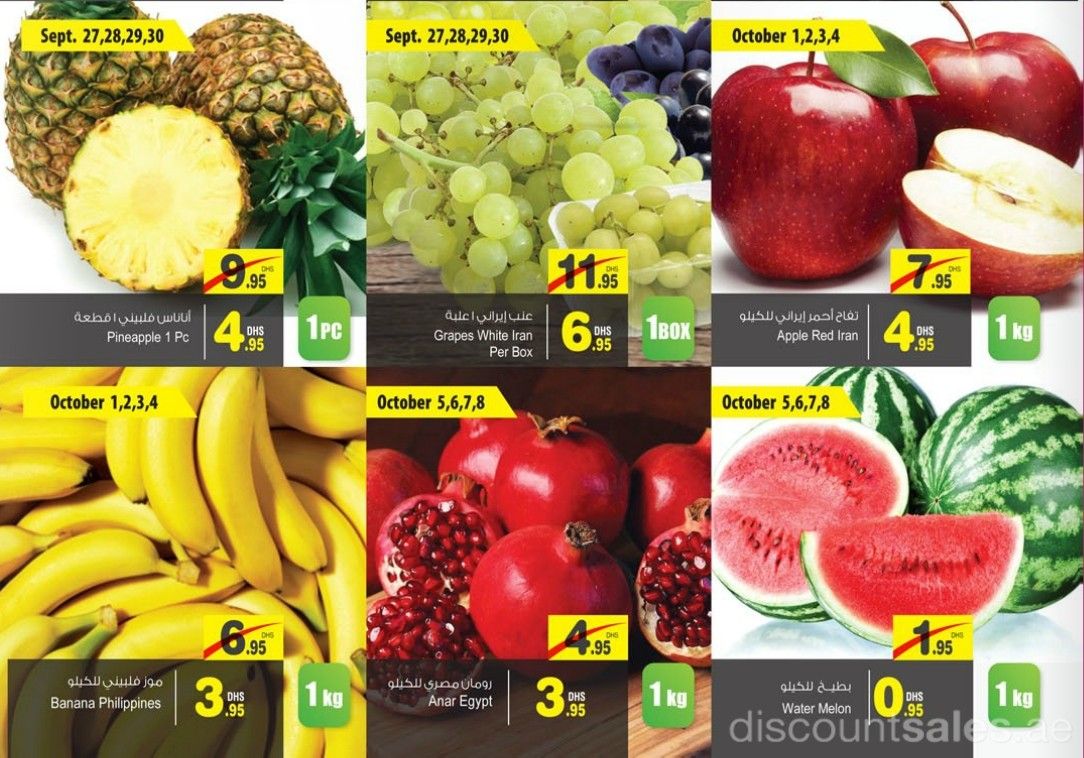 Sept. 27,28,29,30
9.95 DHS
أناناس فلبيني ١ قطعة
Pineapple 1 Pc
4.95 DHS
1PC
Sept. 27,28,29,30
11.95 DHS
عنب إيراني ١ علبة
Grapes White Iran
Per Box
6.95 DHS
1BOX
October 1,2,3,4
7.95 DHS
تفاح أحمر إيراني للكيلو
Apple Red Iran
4.95 DHS
1 kg
October 1,2,3,4
6.95 DHS
موز فلبيني للكيلو
Banana Philippines
3.95 DHS
1 kg
October 5,6,7,8
4.95 DHS
رومان مصري للكيلو
Anar Egypt
3.95 DHS
1 kg
October 5,6,7,8
1.95 DHS
بطيخ للكيلو
Water Melon
0.95 DHS
1 kg
discountsales.ae